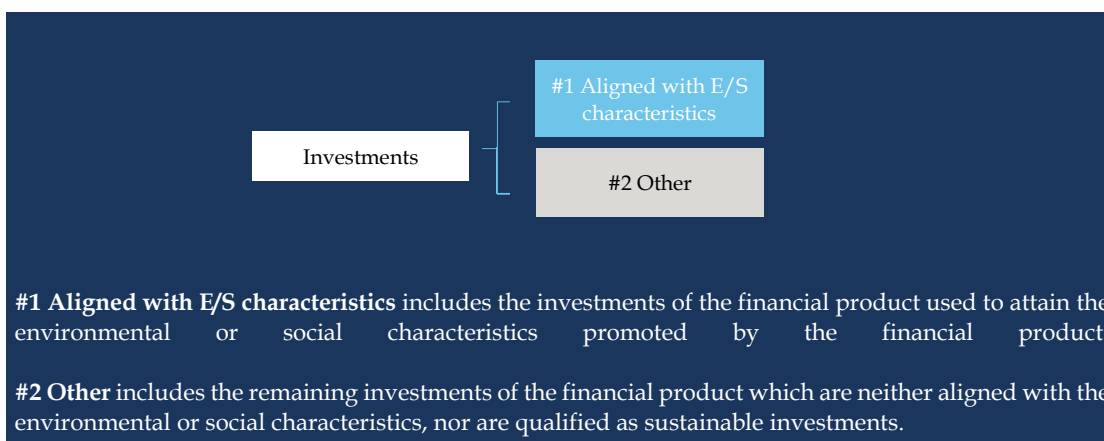 #1 Aligned with E/S
characteristics
Investments
#2 Other
#1 Aligned with E/S characteristics includes the investments of the financial product used to attain the
environmental or social characteristics promoted by the financial product
#2 Other includes the remaining investments of the financial product which are neither aligned with the
environmental or social characteristics, nor are qualified as sustainable investments.